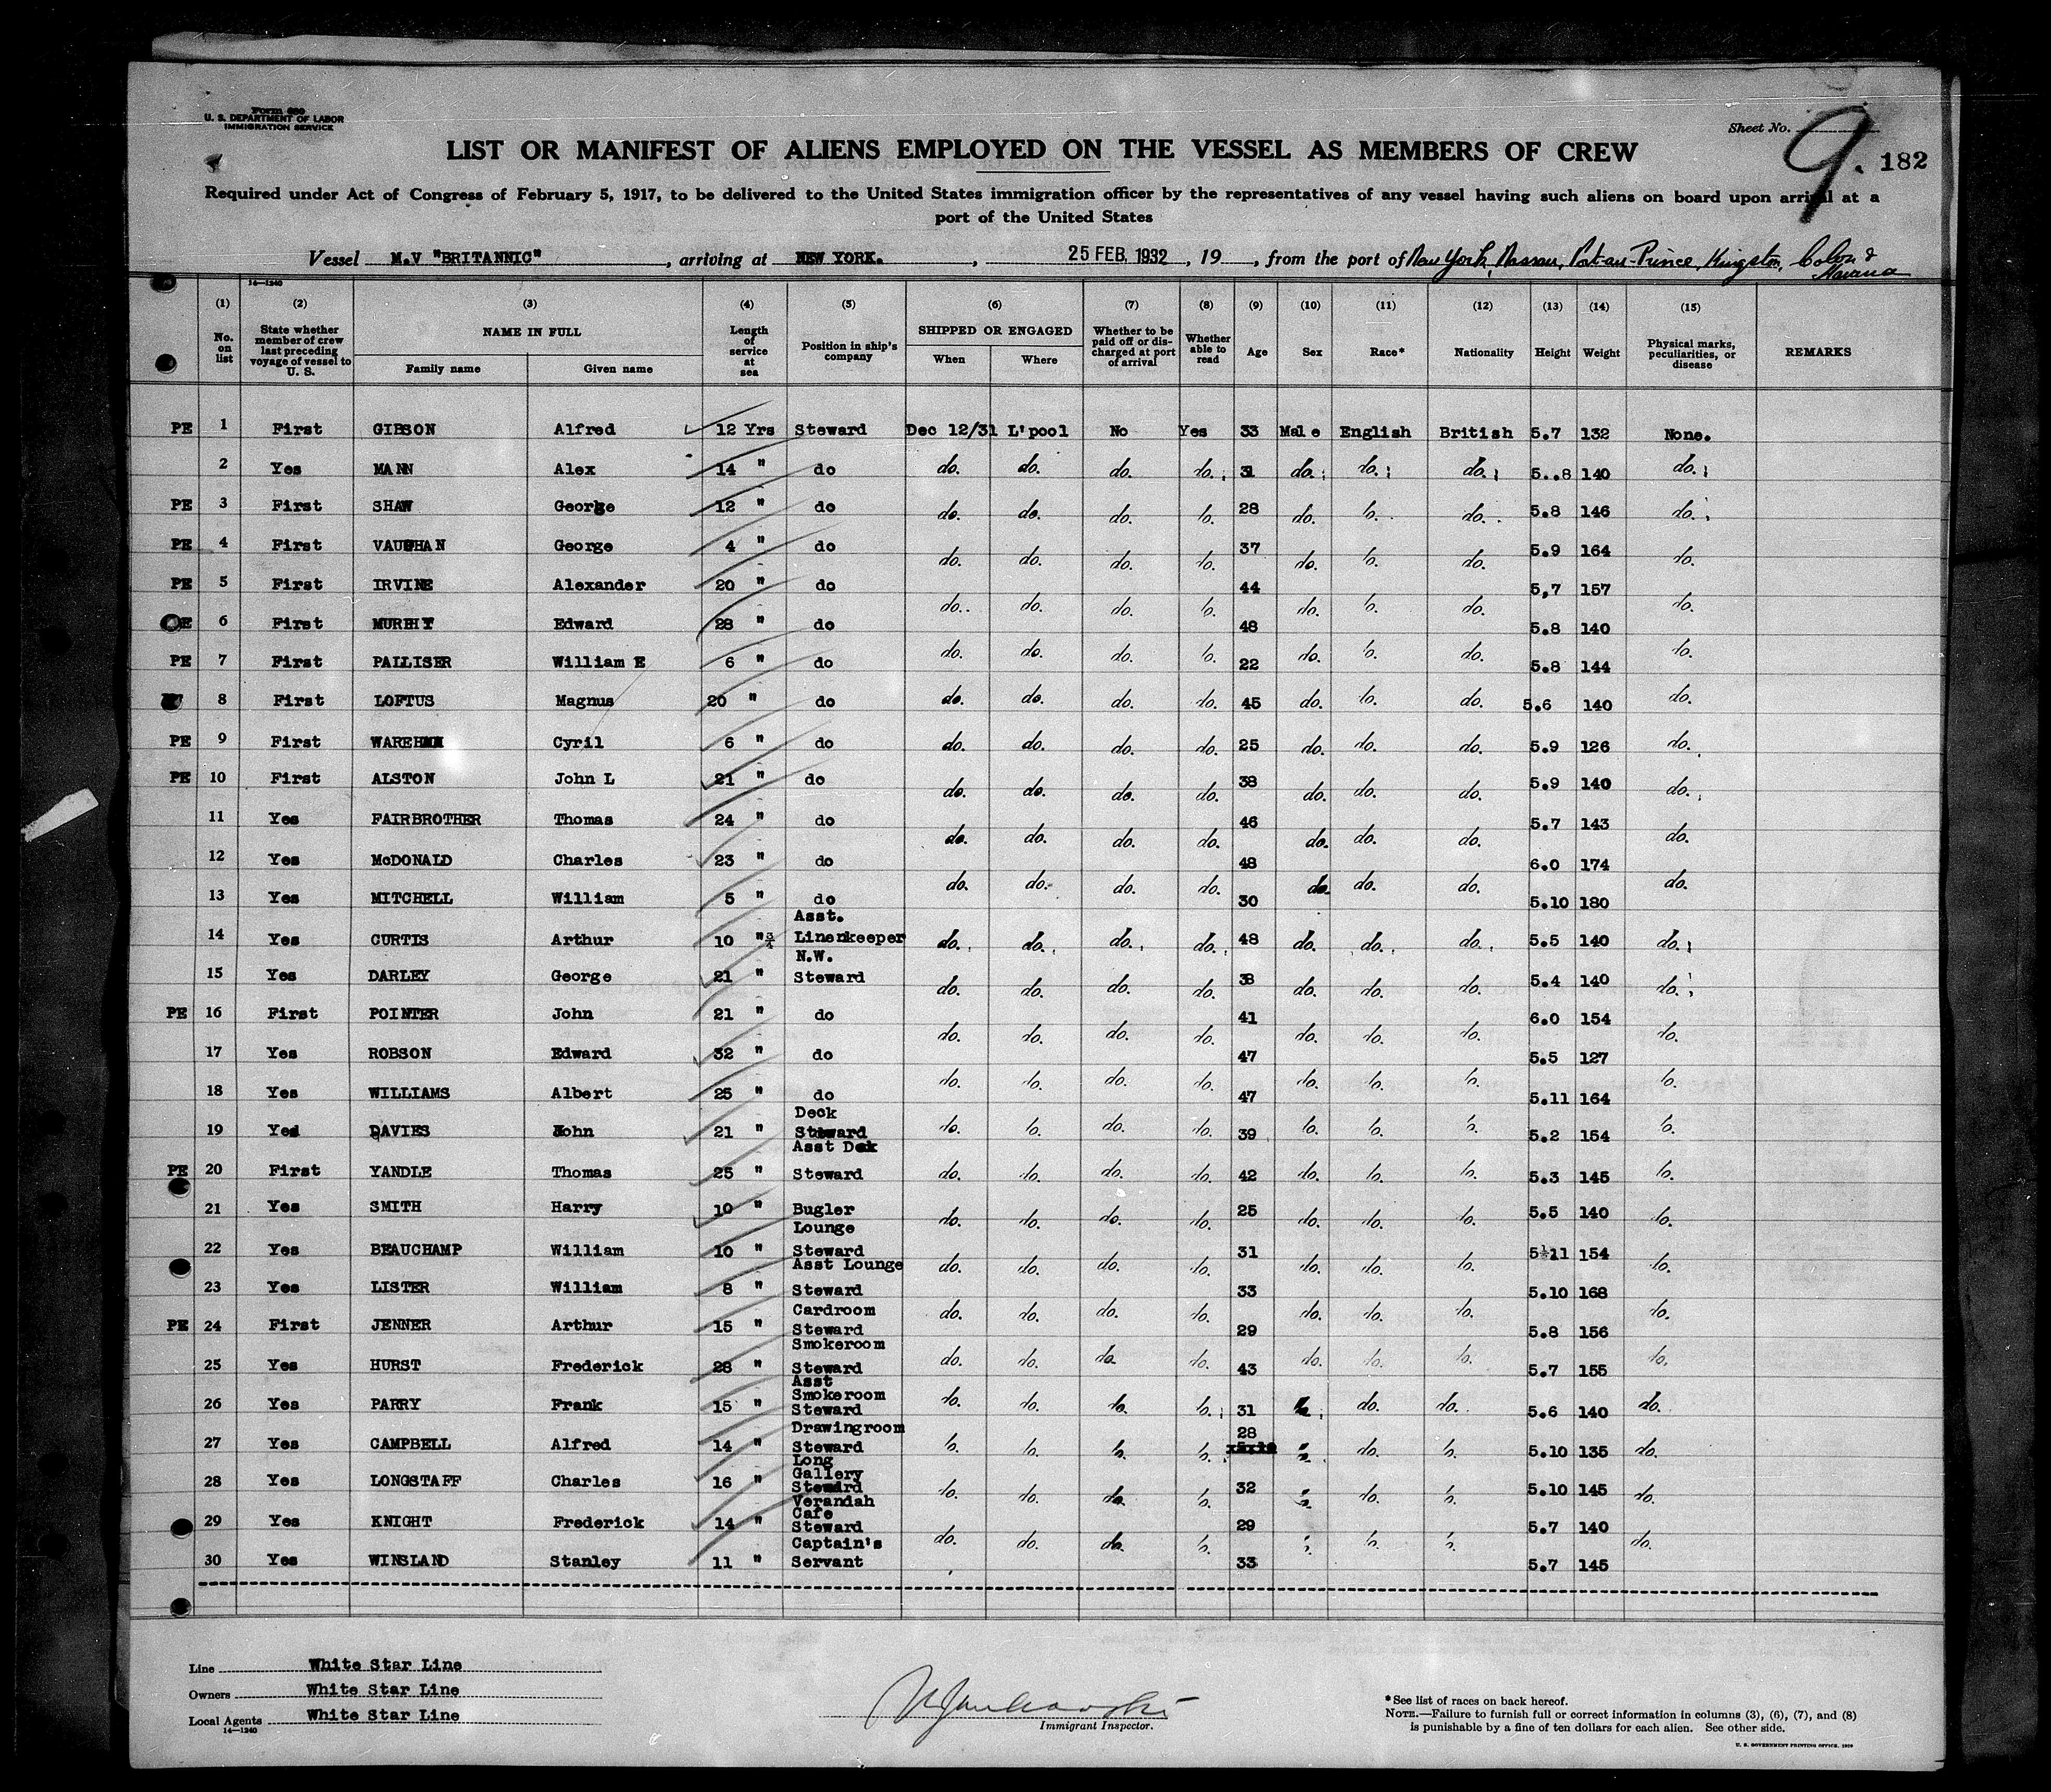 Form 680
U. S. DEPARTMENT OF LABOR
IMMIGRATION SERVICE
Sheet No. 9.
182
LIST OR MANIFEST OF ALIENS EMPLOYED ON THE VESSEL AS MEMBERS OF CREW
Required under Act of Congress of February 5, 1917, to be delivered to the United States immigration officer by the representatives of any vessel having such aliens on board upon arrival at a
port of the United States
Vessel M.V "BRITANNIC", arriving at NEW YORK., 25 FEB. 1932, 19, from the port of New York, Nassau, Port-au-Prince, Kingston, Colon & Havana
14—1240
(1) (2) (3) (4) (5) (6) (7) (8) (9) (10) (11) (12) (13) (14) (15)
No. on list | State whether member of crew last preceding voyage of vessel to U. S. | NAME IN FULL | Family name | Given name | Length of service at sea | Position in ship's company | SHIPPED OR ENGAGED | When | Where | Whether to be paid off or discharged at port of arrival | Whether able to read | Age | Sex | Race* | Nationality | Height | Weight | Physical marks, peculiarities, or disease | REMARKS
PE 1 First GIBSON Alfred 12 Yrs Steward Dec 12/31 L'pool No Yes 33 Male English British 5.7 132 None.
2 Yes MANN Alex 14 " do do. do. do. do. 31 do. do. do. 5..8 140 do.
PE 3 First SHAW George 12 " do do. do. do. do. 28 do. do. do. 5.8 146 do.
PE 4 First VAUGHAN George 4 " do do. do. do. do. 37 do. do. do. 5.9 164 do.
PE 5 First IRVINE Alexander 20 " do do. do. do. do. 44 do. do. do. 5,7 157 do.
PE 6 First MURPHY Edward 28 " do do. do. do. do. 48 do. do. do. 5.8 140 do.
PE 7 First PALLISER William E 6 " do do. do. do. do. 22 do. do. do. 5.8 144 do.
8 First LOFTUS Magnus 20 " do do. do. do. do. 45 do. do. do. 5.6 140 do.
PE 9 First WAREHAM Cyril 6 " do do. do. do. do. 25 do. do. do. 5.9 126 do.
PE 10 First ALSTON John L 21 " do do. do. do. do. 38 do. do. do. 5.9 140 do.
11 Yes FAIRBROTHER Thomas 24 " do do. do. do. do. 46 do. do. do. 5.7 143 do.
12 Yes McDONALD Charles 23 " do do. do. do. do. 48 do. do. do. 6.0 174 do.
13 Yes MITCHELL William 5 " do 30 5.10 180
14 Yes CURTIS Arthur 10 " 3/4 Asst. Linenkeeper do. do. do. do. 48 do. do. do. 5.5 140 do.
15 Yes DARLEY George 21 " N.W. Steward do. do. do. do. 38 do. do. do. 5.4 140 do.
PE 16 First POINTER John 21 " do do. do. do. do. 41 do. do. do. 6.0 154 do.
17 Yes ROBSON Edward 32 " do do. do. do. do. 47 do. do. do. 5.5 127 do.
18 Yes WILLIAMS Albert 25 " do 47 5.11 164
19 Yes DAVIES John 21 " Deck Steward do. do. do. do. 39 do. do. do. 5.2 154 do.
PE 20 First YANDLE Thomas 25 " Asst Deck Steward do. do. do. do. 42 do. do. do. 5.3 145 do.
21 Yes SMITH Harry 10 " Bugler do. do. do. do. 25 do. do. do. 5.5 140 do.
22 Yes BEAUCHAMP William 10 " Lounge Steward do. do. do. do. 31 do. do. do. 5½11 154 do.
23 Yes LISTER William 8 " Asst Lounge Steward do. do. do. do. 33 do. do. do. 5.10 168 do.
PE 24 First JENNER Arthur 15 " Cardroom Steward do. do. do. do. 29 do. do. do. 5.8 156 do.
25 Yes HURST Frederick 28 " Smokeroom Steward 43 5.7 155
26 Yes PARRY Frank 15 " Asst Smokeroom Steward do. do. do. do. 31 do. do. do. 5.6 140 do.
27 Yes CAMPBELL Alfred 14 " Drawingroom Steward do. do. do. do. 28 do. do. do. 5.10 135 do.
28 Yes LONGSTAFF Charles 16 " Long Gallery Steward do. do. do. do. 32 do. do. do. 5.10 145 do.
29 Yes KNIGHT Frederick 14 " Verandah Cafe Steward do. do. do. do. 29 do. do. do. 5.7 140 do.
30 Yes WINSLAND Stanley 11 " Captain's Servant 33 5.7 145
Line White Star Line
Owners White Star Line
Local Agents White Star Line
14—1240
Immigrant Inspector.
*See list of races on back hereof.
NOTE.—Failure to furnish full or correct information in columns (3), (6), (7), and (8)
is punishable by a fine of ten dollars for each alien. See other side.
U. S. GOVERNMENT PRINTING OFFICE. 1929